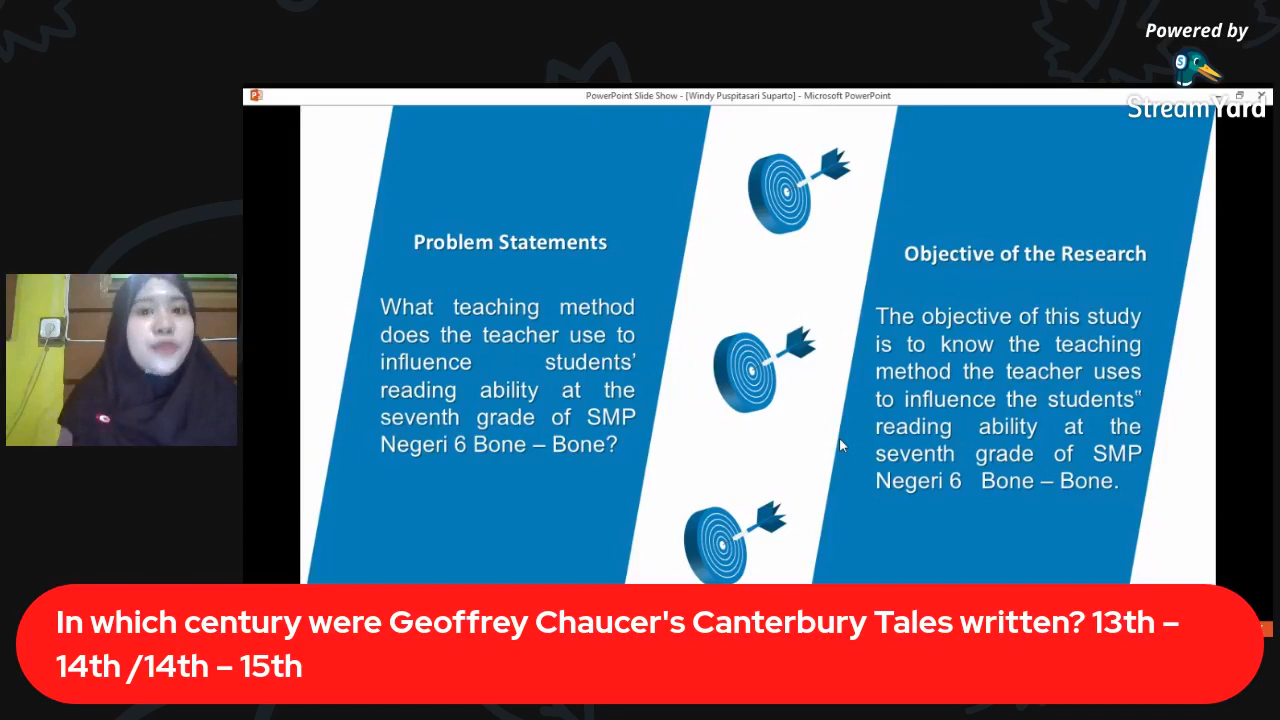 Powered by
StreamYard
PowerPoint Slide Show - [Windy Puspitasari Suparto] - Microsoft PowerPoint
Problem Statements
What teaching method
does the teacher use to
influence students’
reading ability at the
seventh grade of SMP
Negeri 6 Bone – Bone?
Objective of the Research
The objective of this study
is to know the teaching
method the teacher uses
to influence the students‟
reading ability at the
seventh grade of SMP
Negeri 6 Bone – Bone.
In which century were Geoffrey Chaucer's Canterbury Tales written? 13th –
14th /14th – 15th